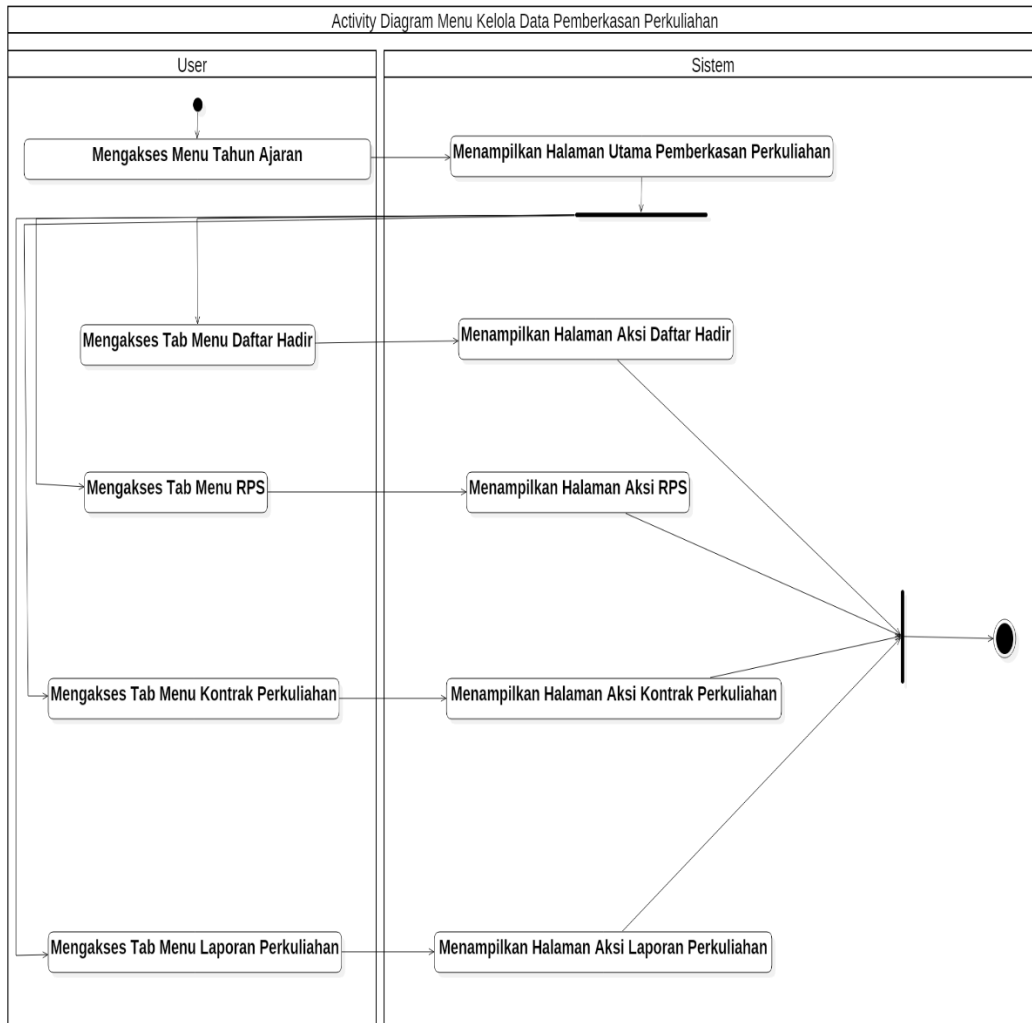 Activity Diagram Menu Kelola Data Pemberkasan Perkuliahan
User
Sistem
Mengakses Menu Tahun Ajaran
Menampilkan Halaman Utama Pemberkasan Perkuliahan
Mengakses Tab Menu Daftar Hadir
Menampilkan Halaman Aksi Daftar Hadir
Mengakses Tab Menu RPS
Menampilkan Halaman Aksi RPS
Mengakses Tab Menu Kontrak Perkuliahan
Menampilkan Halaman Aksi Kontrak Perkuliahan
Mengakses Tab Menu Laporan Perkuliahan
Menampilkan Halaman Aksi Laporan Perkuliahan